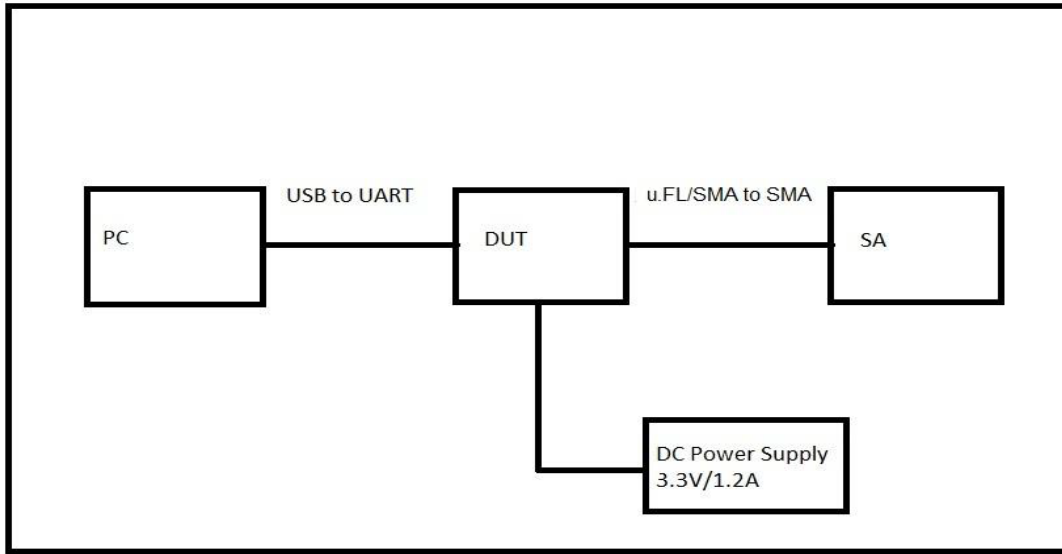 USB to UART
u.FL/SMA to SMA
PC
DUT
SA
DC Power Supply
3.3V/1.2A